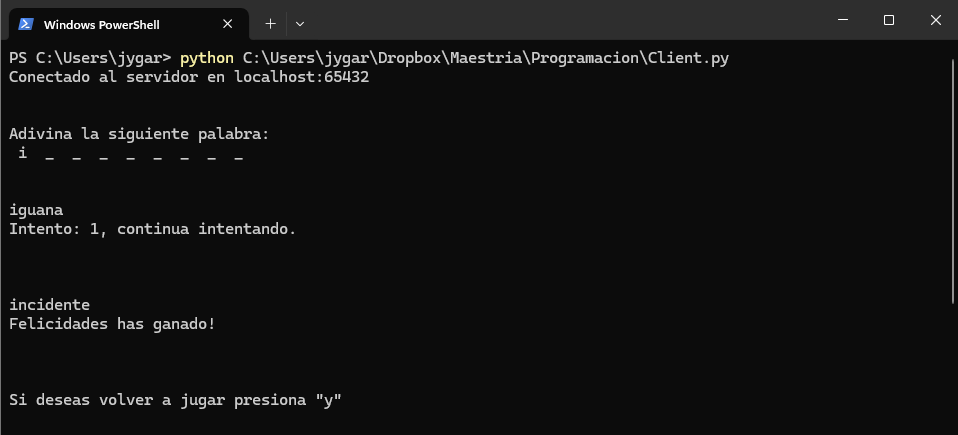 Windows PowerShell
PS C:\Users\jygar> python C:\Users\jygar\Dropbox\Maestria\Programacion\Client.py
Conectado al servidor en localhost:65432
Adivina la siguiente palabra:
i _ _ _ _ _ _ _ _
iguana
Intento: 1, continua intentando.
incidente
Felicidades has ganado!
Si deseas volver a jugar presiona "y"